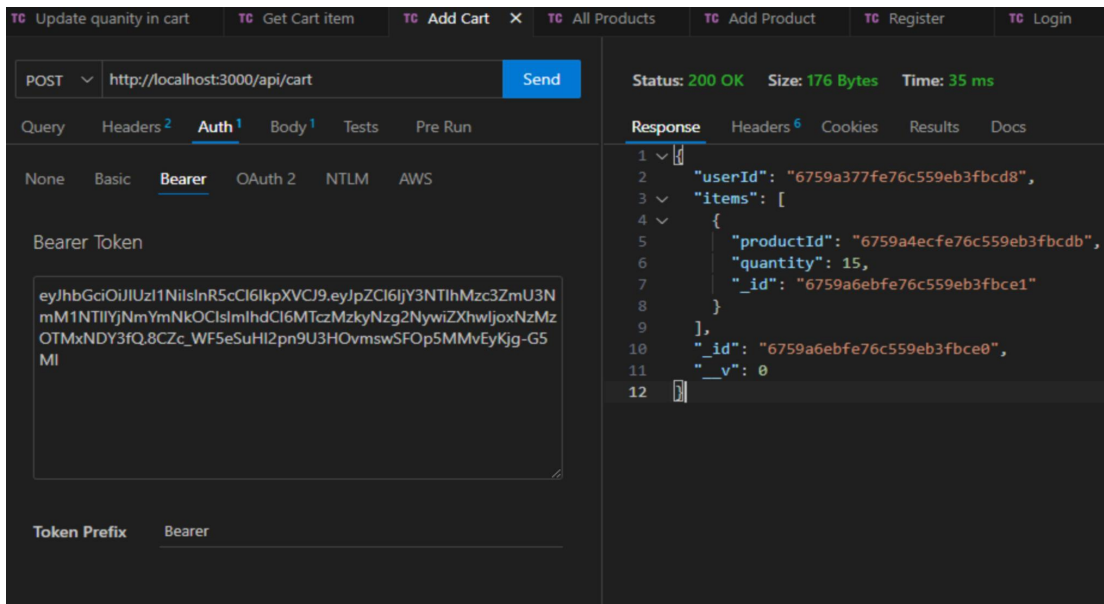 TC Update quanity in cart TC Get Cart item TC Add Cart × TC All Products TC Add Product TC Register TC Login
POST http://localhost:3000/api/cart Send
Query Headers 2 Auth 1 Body 1 Tests Pre Run
None Basic Bearer OAuth 2 NTLM AWS
Bearer Token
eyJhbGciOiJIUzI1NiIsInR5cCI6IkpXVCJ9.eyJpZCI6IjY3NTlhMzc3ZmU3N
mM1NTllYjNmYmNkOCIsImlhdCI6MTczMzkyNzg2NywiZXhwIjoxNzMz
OTMxNDY3fQ.8CZc_WF5eSuHI2pn9U3HOvmswSFOp5MMvEyKjg-G5
MI
Token Prefix Bearer
Status: 200 OK Size: 176 Bytes Time: 35 ms
Response Headers 6 Cookies Results Docs
1 {
2 "userId": "6759a377fe76c559eb3fbcd8",
3 "items": [
4 {
5 "productId": "6759a4ecfe76c559eb3fbcdb",
6 "quantity": 15,
7 "_id": "6759a6ebfe76c559eb3fbce1"
8 }
9 ],
10 "_id": "6759a6ebfe76c559eb3fbce0",
11 "__v": 0
12 }